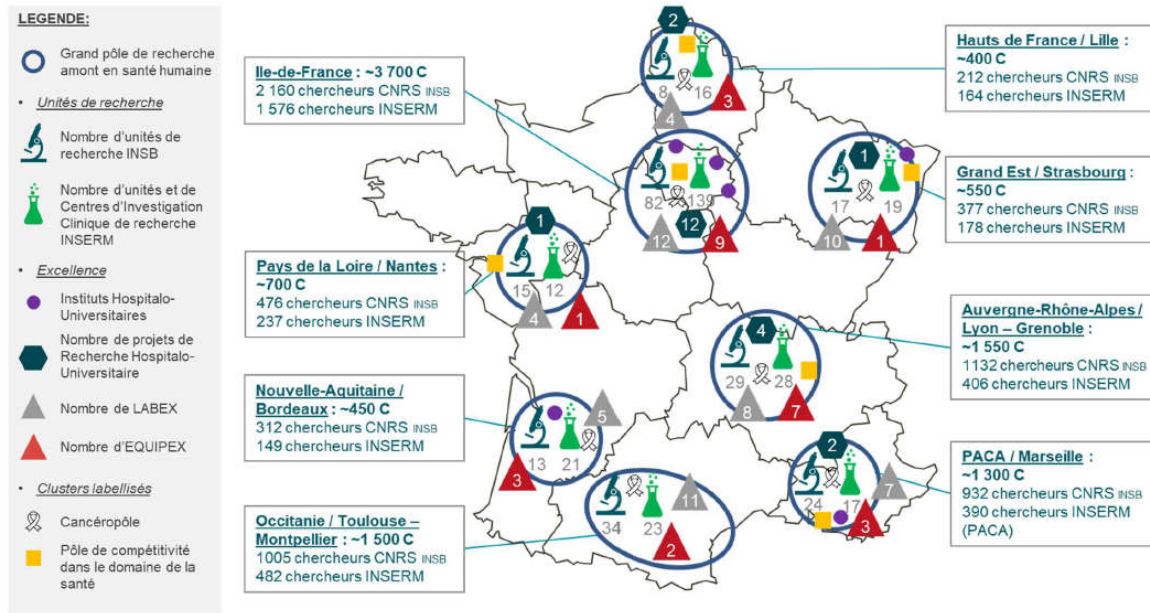 LEGENDE:
Grand pôle de recherche
amont en santé humaine
• Unités de recherche
Nombre d'unités de
recherche INSB
Nombre d'unités et de
Centres d'Investigation
Clinique de recherche
INSERM
• Excellence
Instituts Hospitalo-
Universitaires
Nombre de projets de
Recherche Hospitalo-
Universitaire
Nombre de LABEX
Nombre d'EQUIPEX
• Clusters labellisés
Cancéropôle
Pôle de compétitivité
dans le domaine de la
santé
Ile-de-France : ~3 700 C
2 160 chercheurs CNRS INSB
1 576 chercheurs INSERM
Pays de la Loire / Nantes :
~700 C
476 chercheurs CNRS INSB
237 chercheurs INSERM
Nouvelle-Aquitaine /
Bordeaux : ~450 C
312 chercheurs CNRS INSB
149 chercheurs INSERM
Occitanie / Toulouse –
Montpellier : ~1 500 C
1005 chercheurs CNRS INSB
482 chercheurs INSERM
2
8 16
4 3
82 139
12 12 9
1
17 19
10 1
1
15 12
4 1
4
29 28
8 7
5
13 21
3
11
34 23
2
2
24 17 7
3
Hauts de France / Lille :
~400 C
212 chercheurs CNRS INSB
164 chercheurs INSERM
Grand Est / Strasbourg :
~550 C
377 chercheurs CNRS INSB
178 chercheurs INSERM
Auvergne-Rhône-Alpes /
Lyon – Grenoble :
~1 550 C
1132 chercheurs CNRS INSB
406 chercheurs INSERM
PACA / Marseille :
~1 300 C
932 chercheurs CNRS INSB
390 chercheurs INSERM
(PACA)